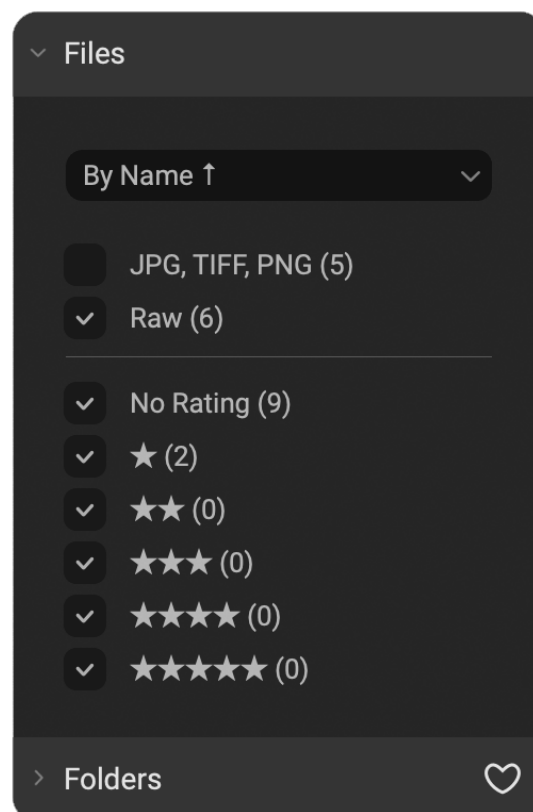 Files
By Name ↑
JPG, TIFF, PNG (5)
Raw (6)
No Rating (9)
★ (2)
★★ (0)
★★★ (0)
★★★★ (0)
★★★★★ (0)
Folders